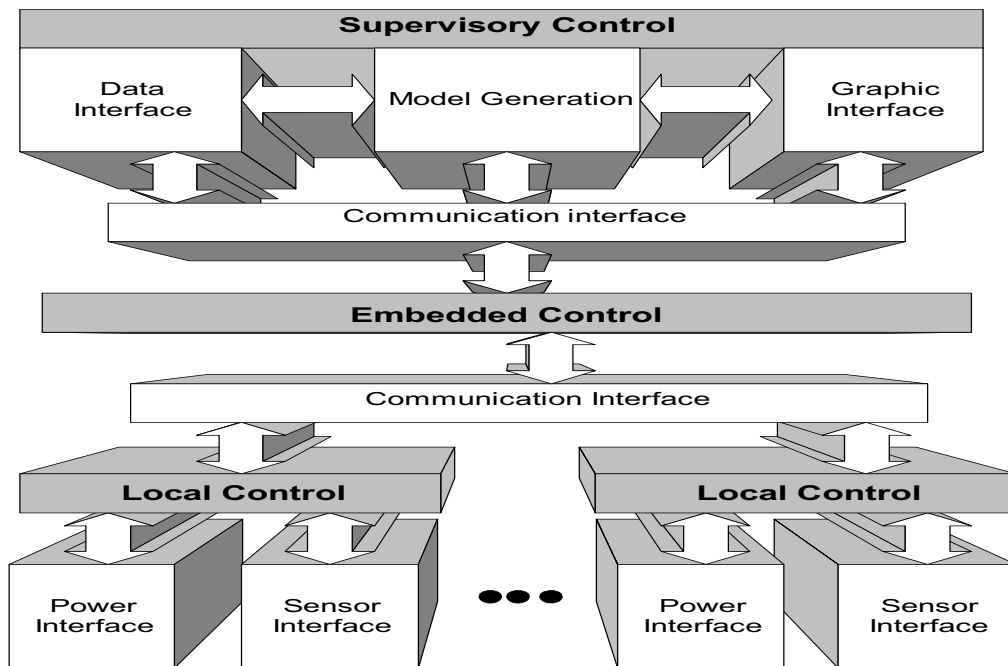 Supervisory Control
Data
Interface
Model Generation
Graphic
Interface
Communication interface
Embedded Control
Communication Interface
Local Control
Local Control
Power
Interface
Sensor
Interface
Power
Interface
Sensor
Interface